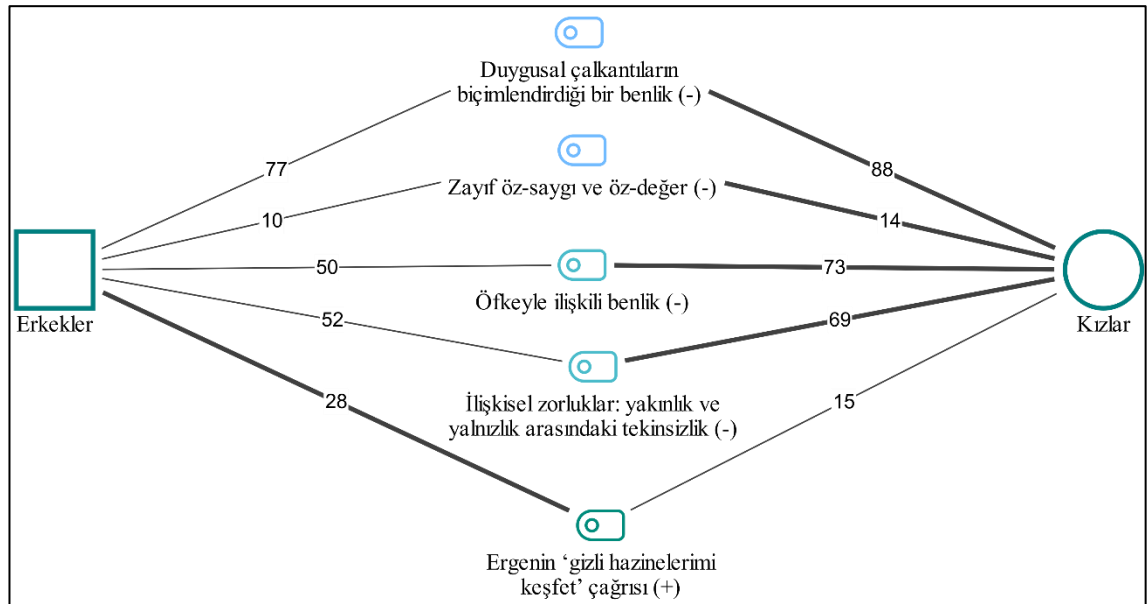 Duygusal çalkantıların
biçimlendirdiği bir benlik (-)
77
88
Zayıf öz-saygı ve öz-değer (-)
10
14
50
73
Öfkeyle ilişkili benlik (-)
Erkekler
Kızlar
52
69
İlişkisel zorluklar: yakınlık ve
yalnızlık arasındaki tekinsizlik (-)
28
15
Ergenin ‘gizli hazinelerimi
keşfet’ çağrısı (+)